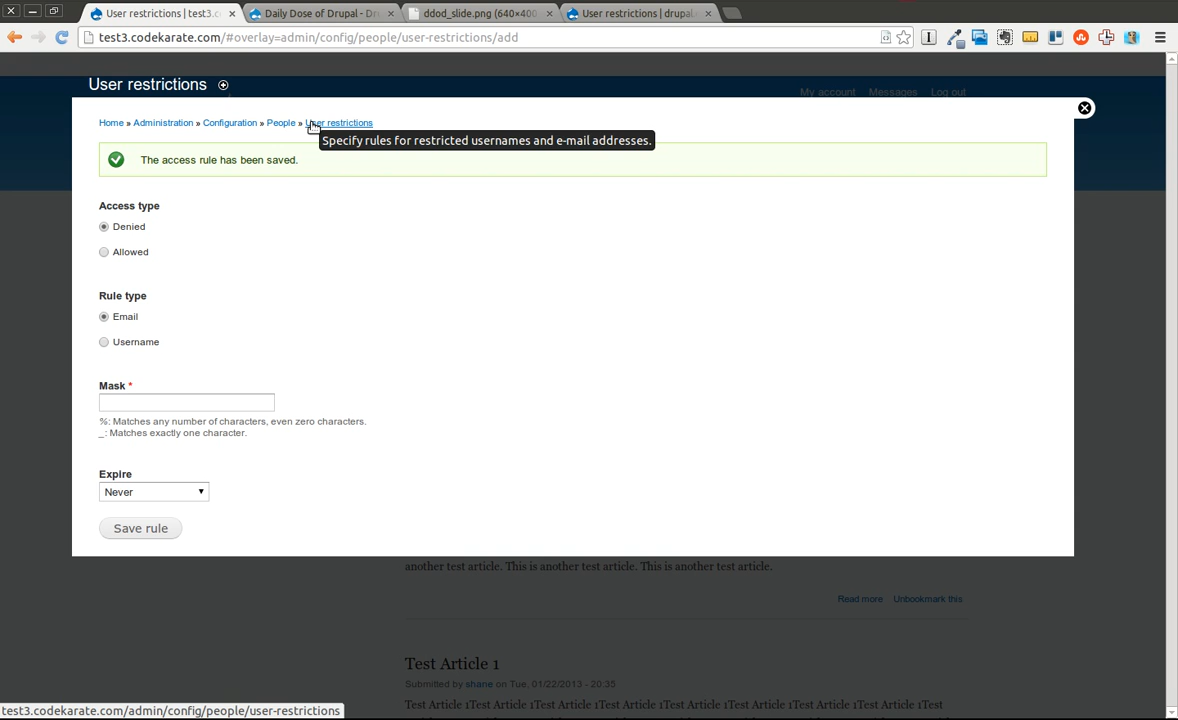 User restrictions | test3.c
Daily Dose of Drupal - Dr
ddod_slide.png (640×400
User restrictions | drupal.
test3.codekarate.com/#overlay=admin/config/people/user-restrictions/add
User restrictions
My account Messages Log out
Home » Administration » Configuration » People » User restrictions
Specify rules for restricted usernames and e-mail addresses.
The access rule has been saved.
Access type
Denied
Allowed
Rule type
Email
Username
Mask *
%: Matches any number of characters, even zero characters.
_: Matches exactly one character.
Expire
Never
Save rule
another test article. This is another test article. This is another test article.
Read more Unbookmark this
Test Article 1
Submitted by shane on Tue, 01/22/2013 - 20:35
Test Article 1Test Article 1Test Article 1Test Article 1Test Article 1Test Article 1Test Article 1Test
test3.codekarate.com/admin/config/people/user-restrictions